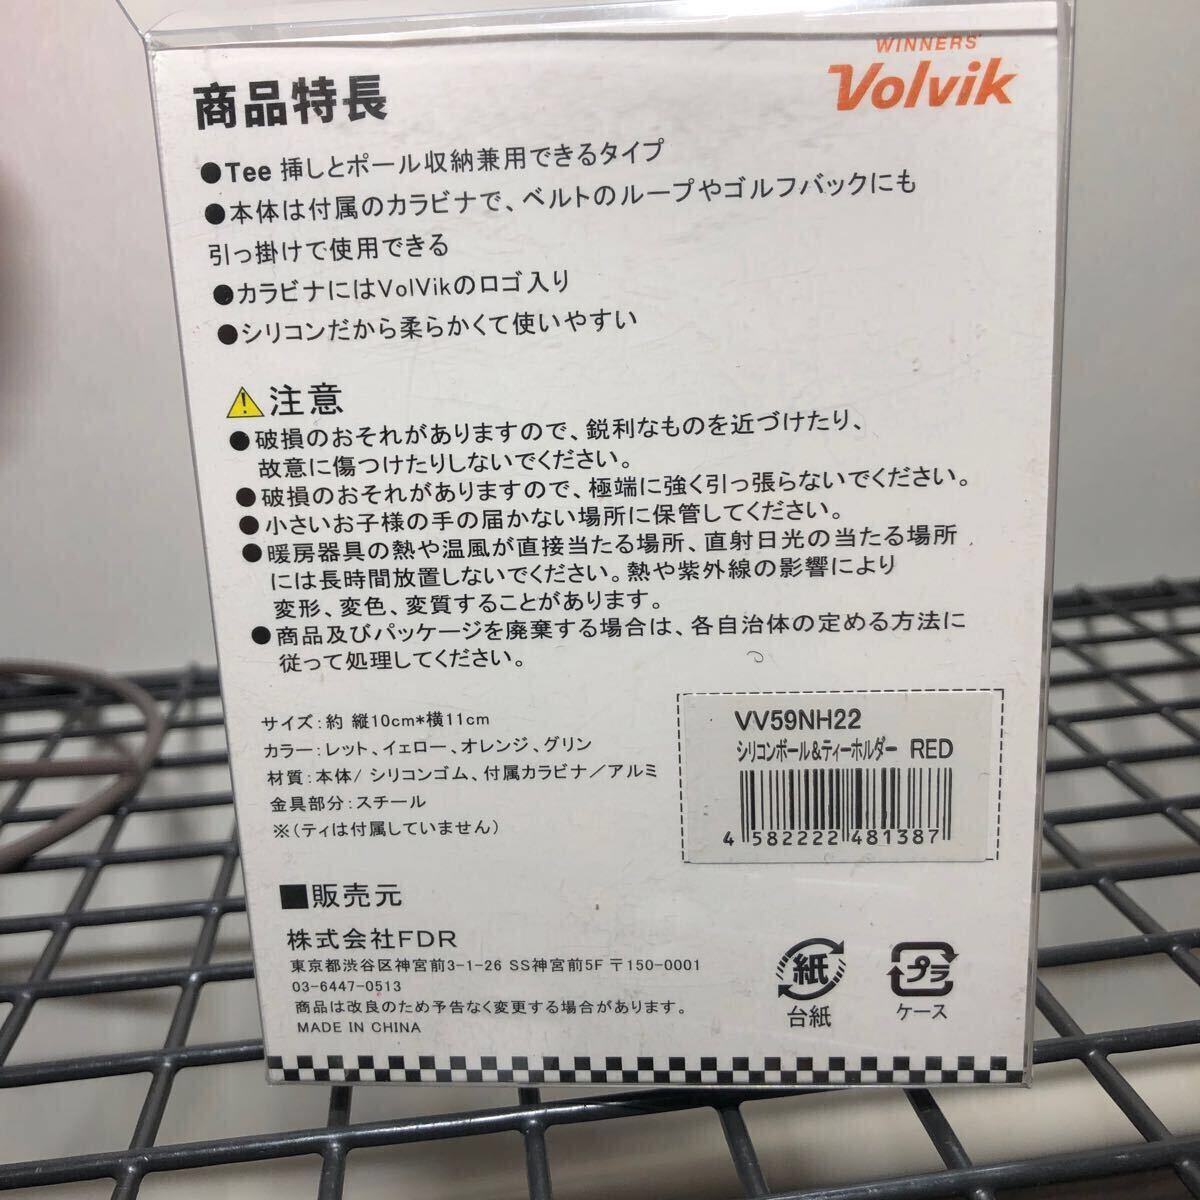 WINNERS'
Volvik
商品特長
●Tee 挿しとポール収納兼用できるタイプ
●本体は付属のカラビナで、ベルトのループやゴルフバックにも
引っ掛けて使用できる
●カラビナにはVolVikのロゴ入り
●シリコンだから柔らかくて使いやすい
注意
●破損のおそれがありますので、鋭利なものを近づけたり、
故意に傷つけたりしないでください。
●破損のおそれがありますので、極端に強く引っ張らないでください。
●小さいお子様の手の届かない場所に保管してください。
●暖房器具の熱や温風が直接当たる場所、直射日光の当たる場所
には長時間放置しないでください。熱や紫外線の影響により
変形、変色、変質することがあります。
●商品及びパッケージを廃棄する場合は、各自治体の定める方法に
従って処理してください。
サイズ:約 縦10cm*横11cm
カラー:レット、イェロー、オレンジ、グリン
材質:本体/ シリコンゴム、付属カラビナ/アルミ
金具部分:スチール
※(ティは付属していません)
VV59NH22
シリコンボール&ティーホルダー RED
4 582222 481387
■販売元
株式会社FDR
東京都渋谷区神宮前3-1-26 SS神宮前5F 〒150-0001
03-6447-0513
商品は改良のため予告なく変更する場合があります。
MADE IN CHINA
紙
台紙
プラ
ケース